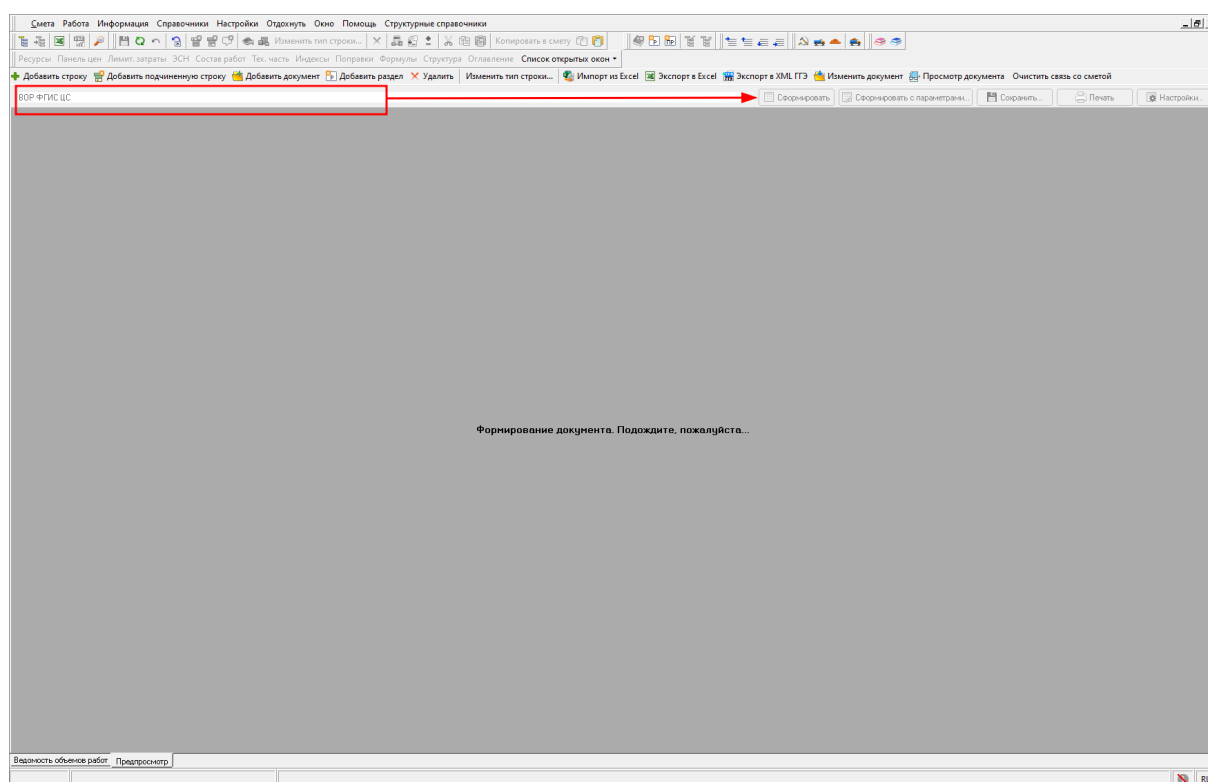 Смета Работа Информация Справочники Настройки Отдохнуть Окно Помощь Структурные справочники
Изменить тип строки... Копировать в смету
Ресурсы Панель цен Лимит. затраты ЗСН Состав работ Тех. часть Индексы Поправки Формулы Структура Оглавление Список открытых окон
Добавить строку Добавить подчиненную строку Добавить документ Добавить раздел Удалить Изменить тип строки... Импорт из Excel Экспорт в Excel Экспорт в XML ГГЭ Изменить документ Просмотр документа Очистить связь со сметой
ВОР ФГИС ЦС Сформировать Сформировать с параметрами... Сохранить... Печать Настройки...
Формирование документа. Подождите, пожалуйста...
Ведомость объемов работ Предпросмотр